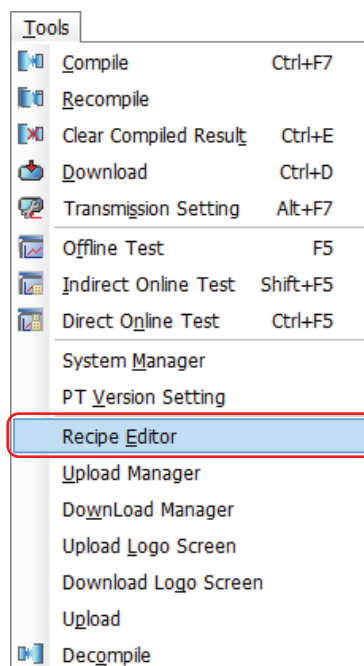 Tools
Compile Ctrl+F7
Recompile
Clear Compiled Result Ctrl+E
Download Ctrl+D
Transmission Setting Alt+F7
Offline Test F5
Indirect Online Test Shift+F5
Direct Online Test Ctrl+F5
System Manager
PT Version Setting
Recipe Editor
Upload Manager
DownLoad Manager
Upload Logo Screen
Download Logo Screen
Upload
Decompile